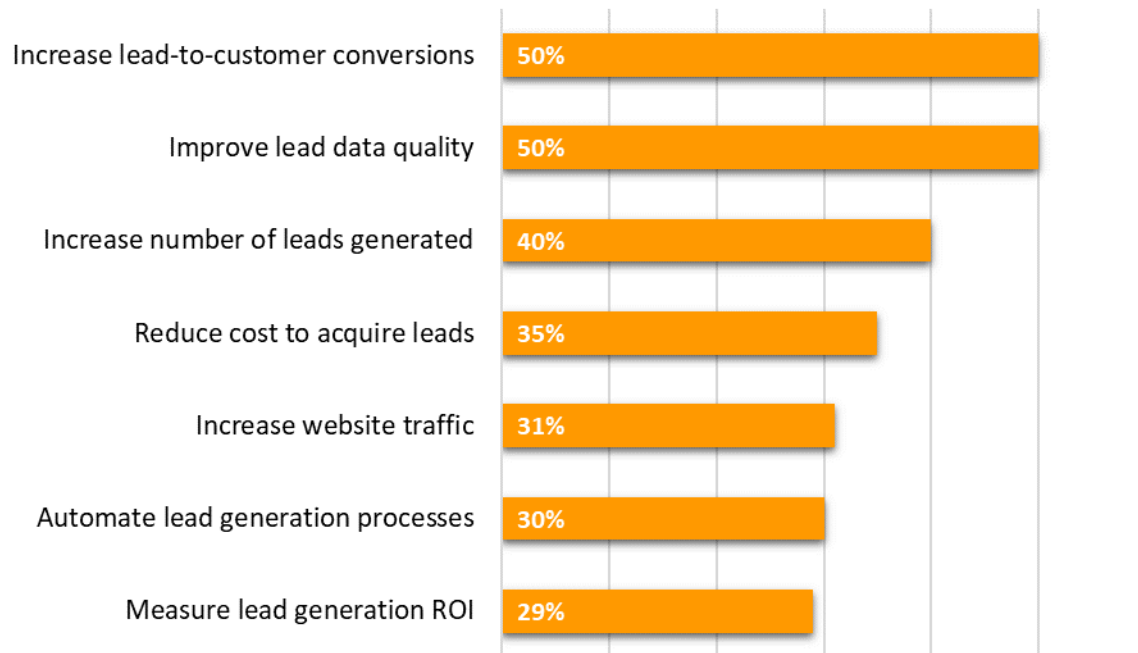 Increase lead-to-customer conversions 50%
Improve lead data quality 50%
Increase number of leads generated 40%
Reduce cost to acquire leads 35%
Increase website traffic 31%
Automate lead generation processes 30%
Measure lead generation ROI 29%